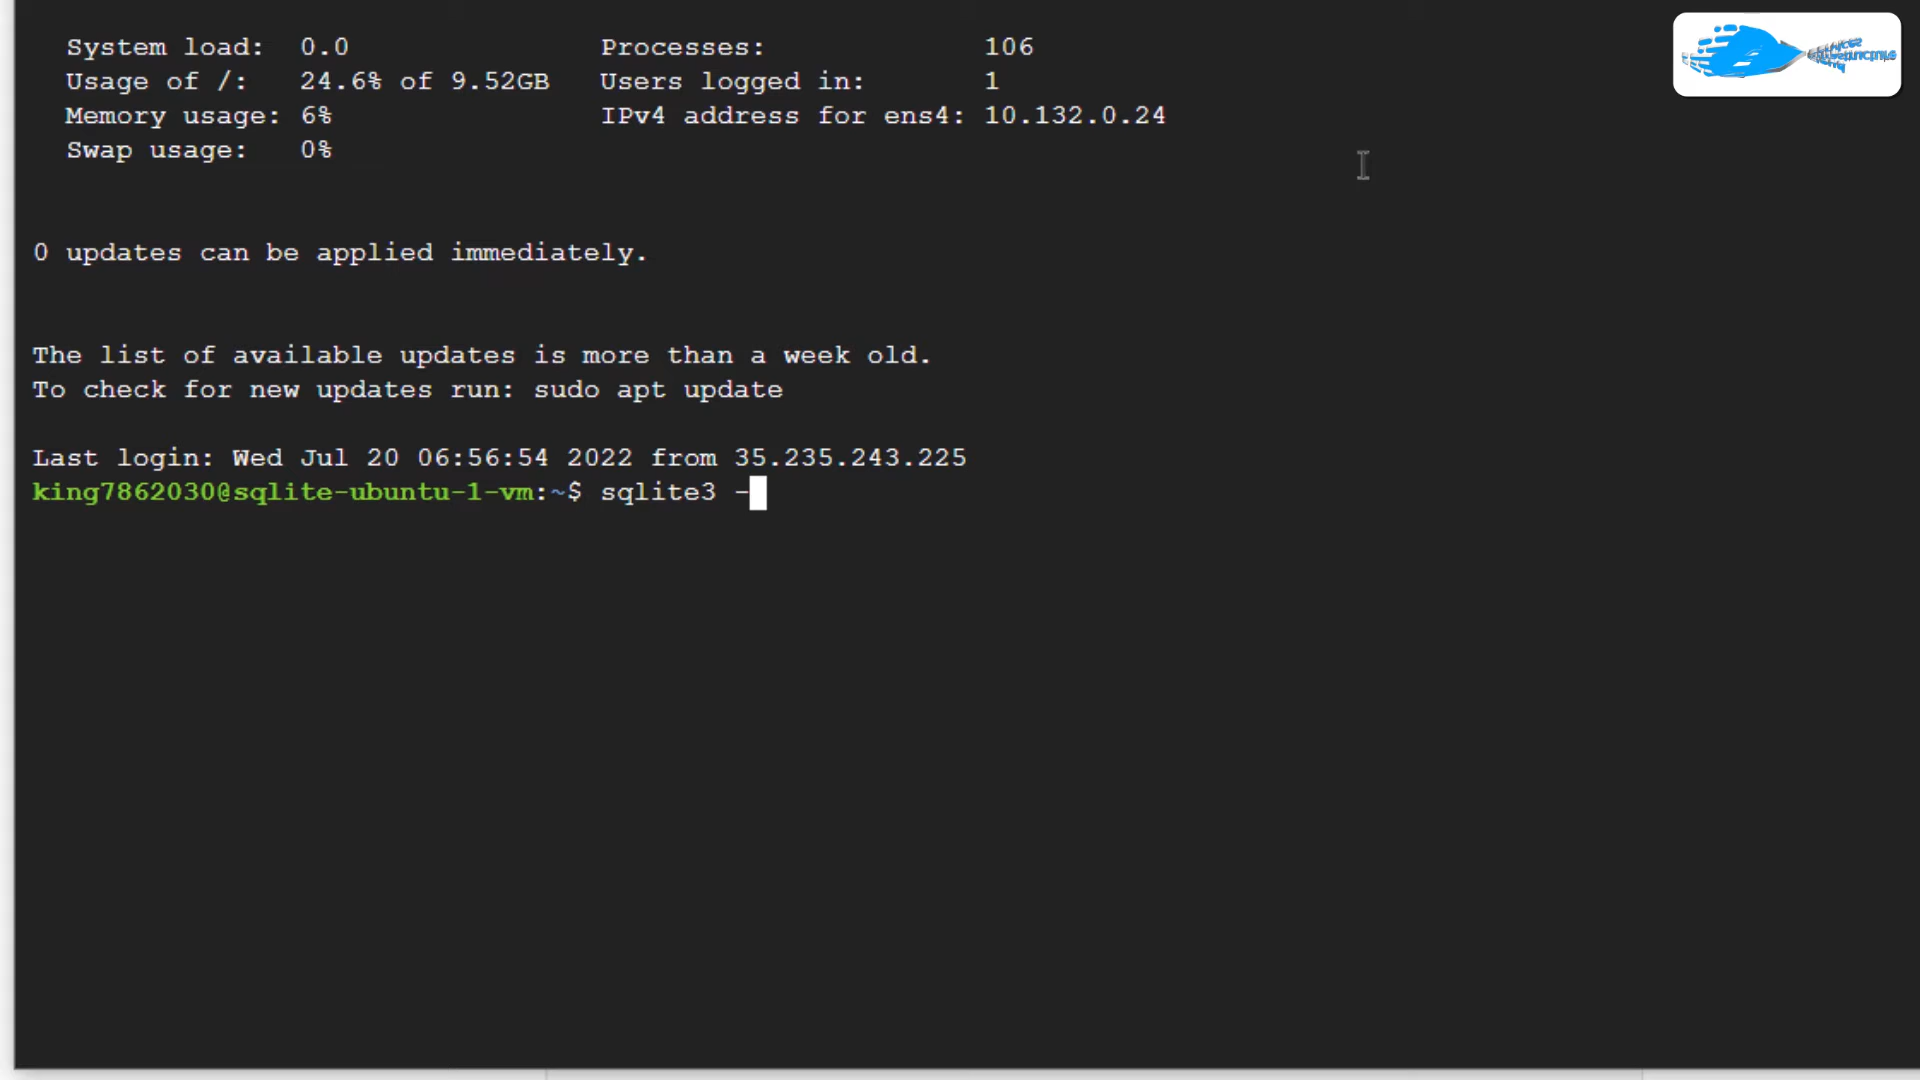 System load: 0.0 Processes: 106
Usage of /: 24.6% of 9.52GB Users logged in: 1
Memory usage: 6% IPv4 address for ens4: 10.132.0.24
Swap usage: 0%
0 updates can be applied immediately.
The list of available updates is more than a week old.
To check for new updates run: sudo apt update
Last login: Wed Jul 20 06:56:54 2022 from 35.235.243.225
king7862030@sqlite-ubuntu-1-vm:~$ sqlite3 -